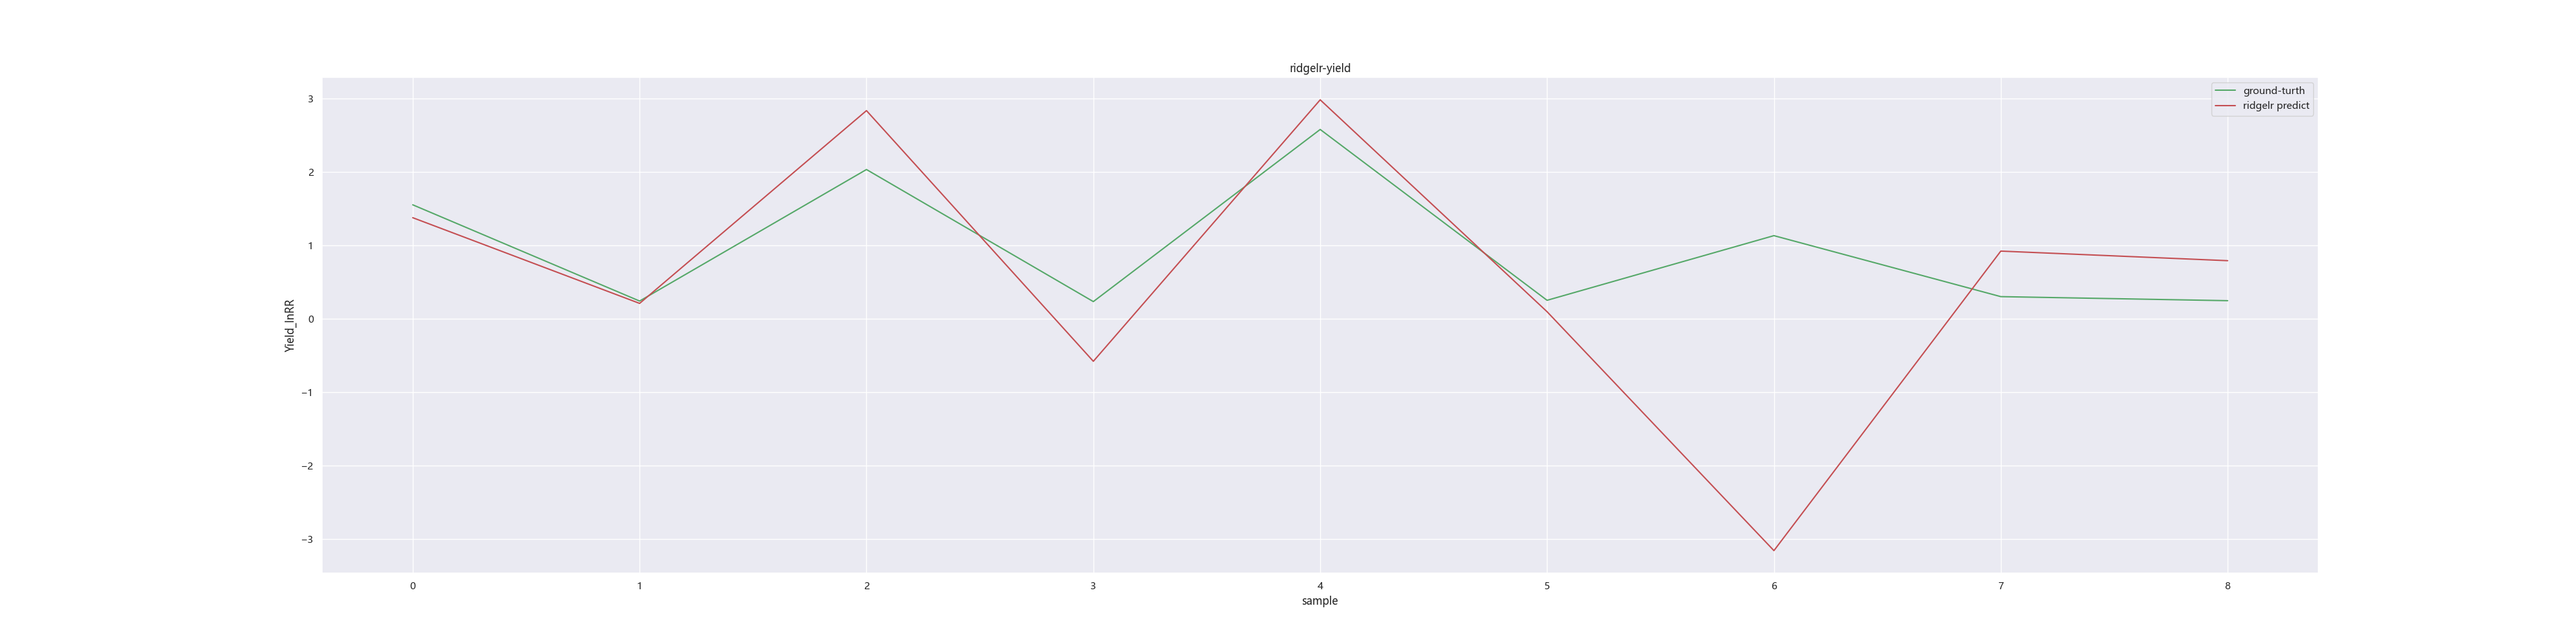 ridgelr-yield
ground-turth
ridgelr predict
3
2
1
0
−1
−2
−3
Yield_lnRR
0 1 2 3 4 5 6 7 8
sample